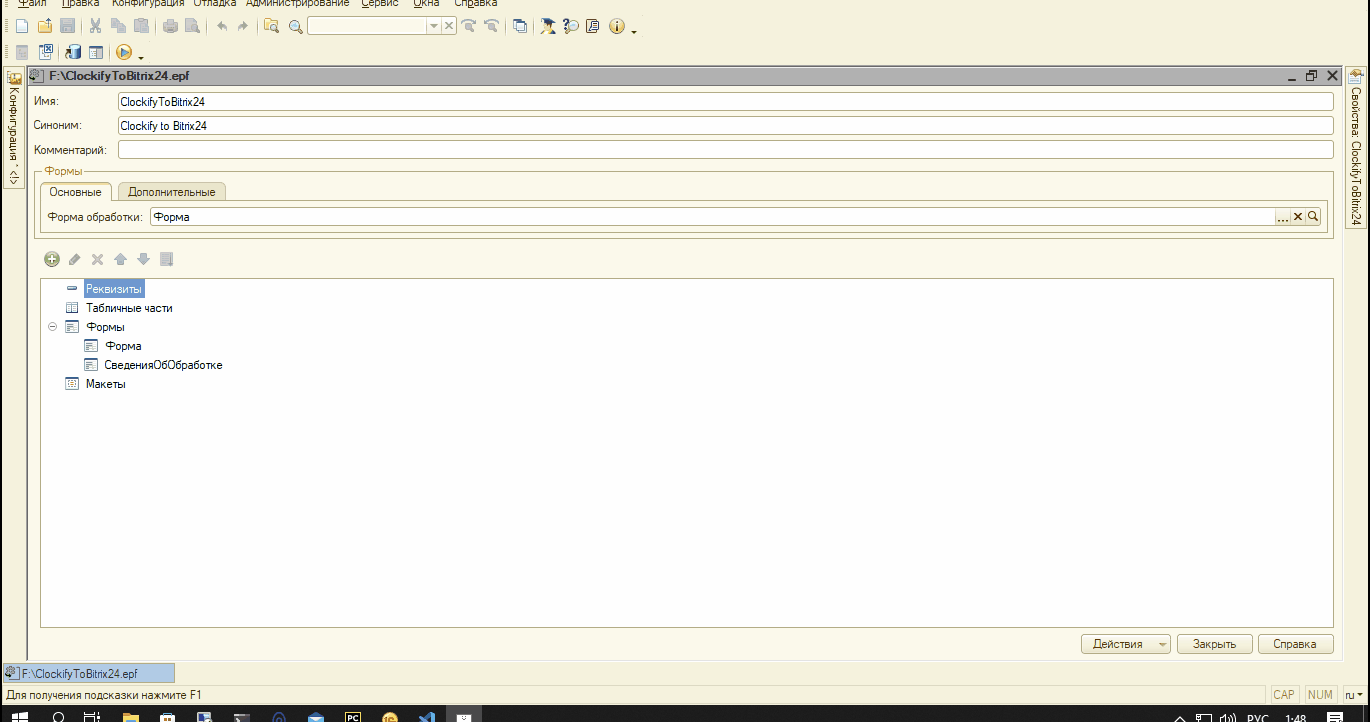 Файл Правка Конфигурация Отладка Администрирование Сервис Окна Справка
F:\ClockifyToBitrix24.epf
Имя: ClockifyToBitrix24
Синоним: Clockify to Bitrix24
Комментарий:
Формы
Основные Дополнительные
Форма обработки: Форма ...
Реквизиты
Табличные части
Формы
Форма
СведенияОбОбработке
Макеты
Действия Закрыть Справка
Конфигурация * <!>
Свойства: ClockifyToBitrix24
F:\ClockifyToBitrix24.epf
Для получения подсказки нажмите F1 CAP NUM ru
PC РУС 1:48